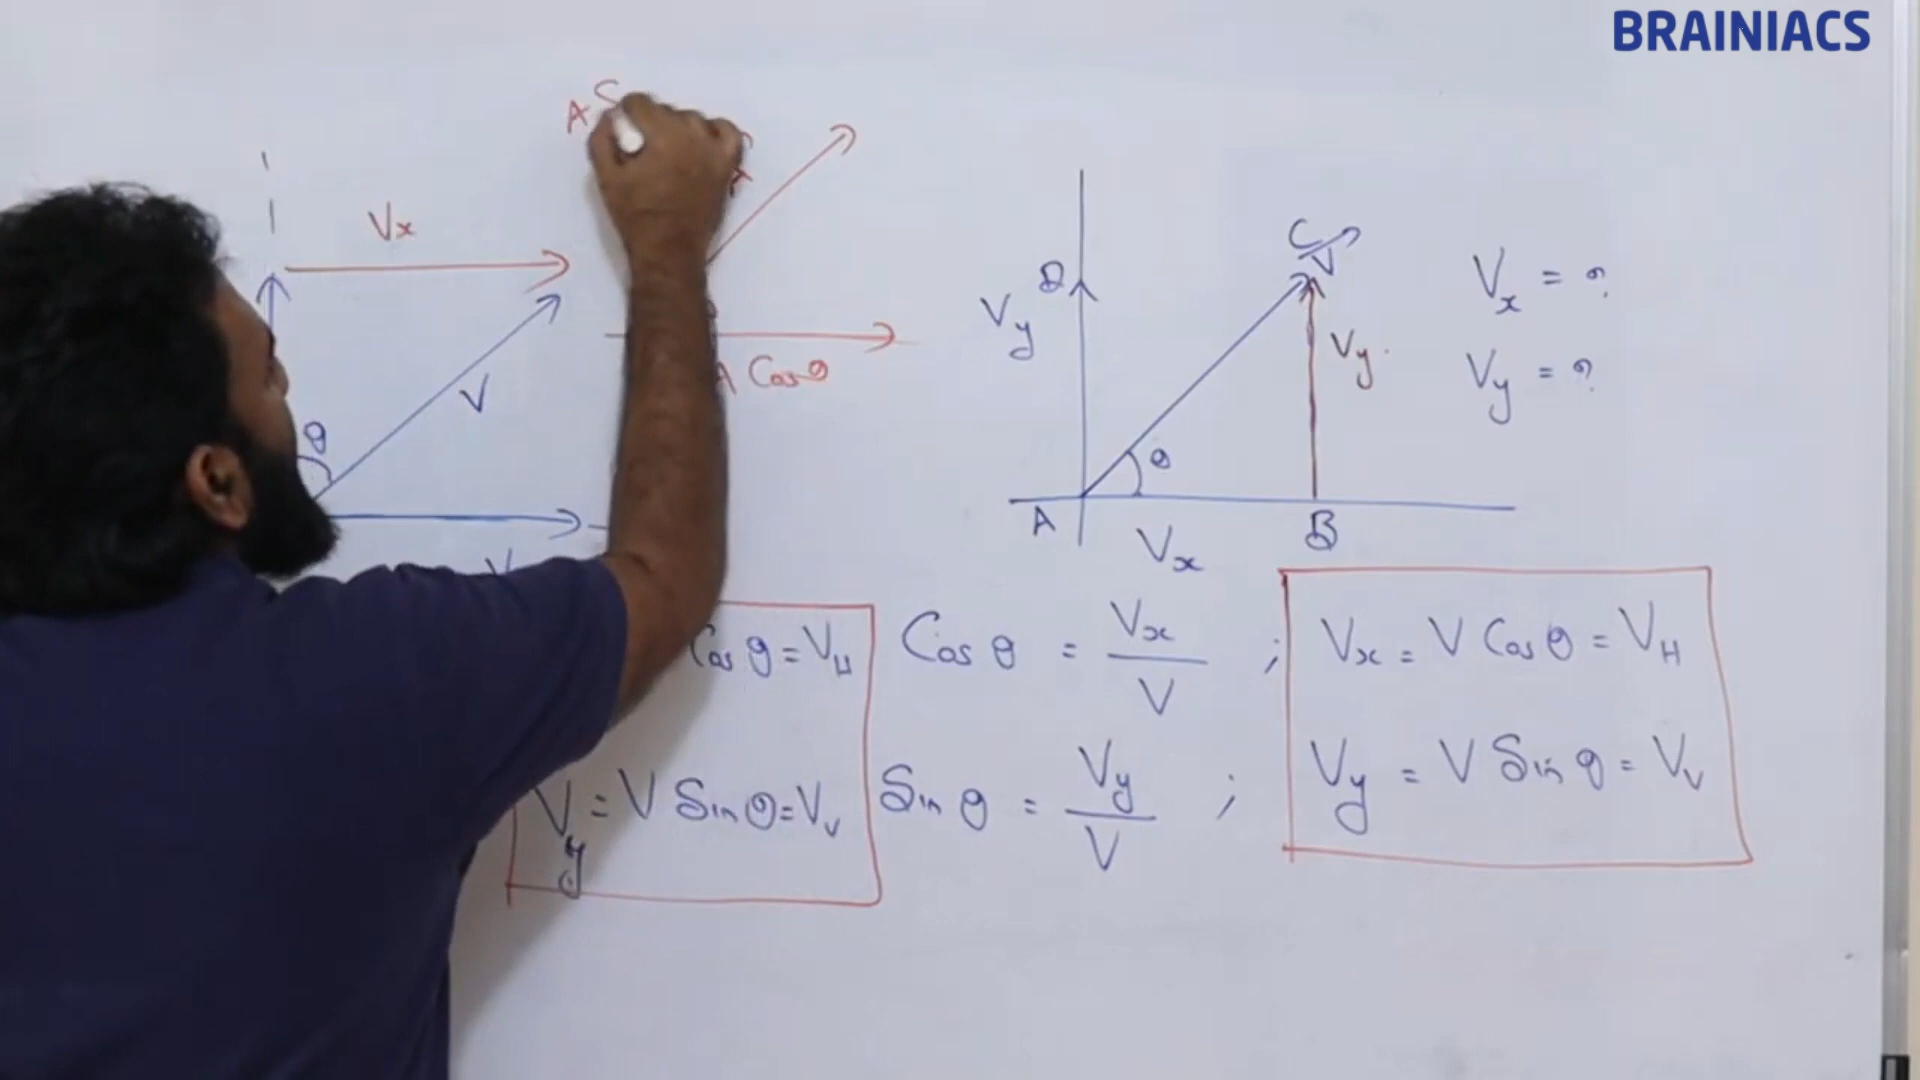 BRAINIACS
A S
A
Vx
V
θ
A Cosθ
C
V
D
Vy
Vy
θ
A
B
Vx
Vx = ?
Vy = ?
Cos θ = VH
Vy = V Sin θ = Vv
Cos θ = Vx / V ;
Sin θ = Vy / V ;
Vx = V Cos θ = VH
Vy = V Sin θ = Vv